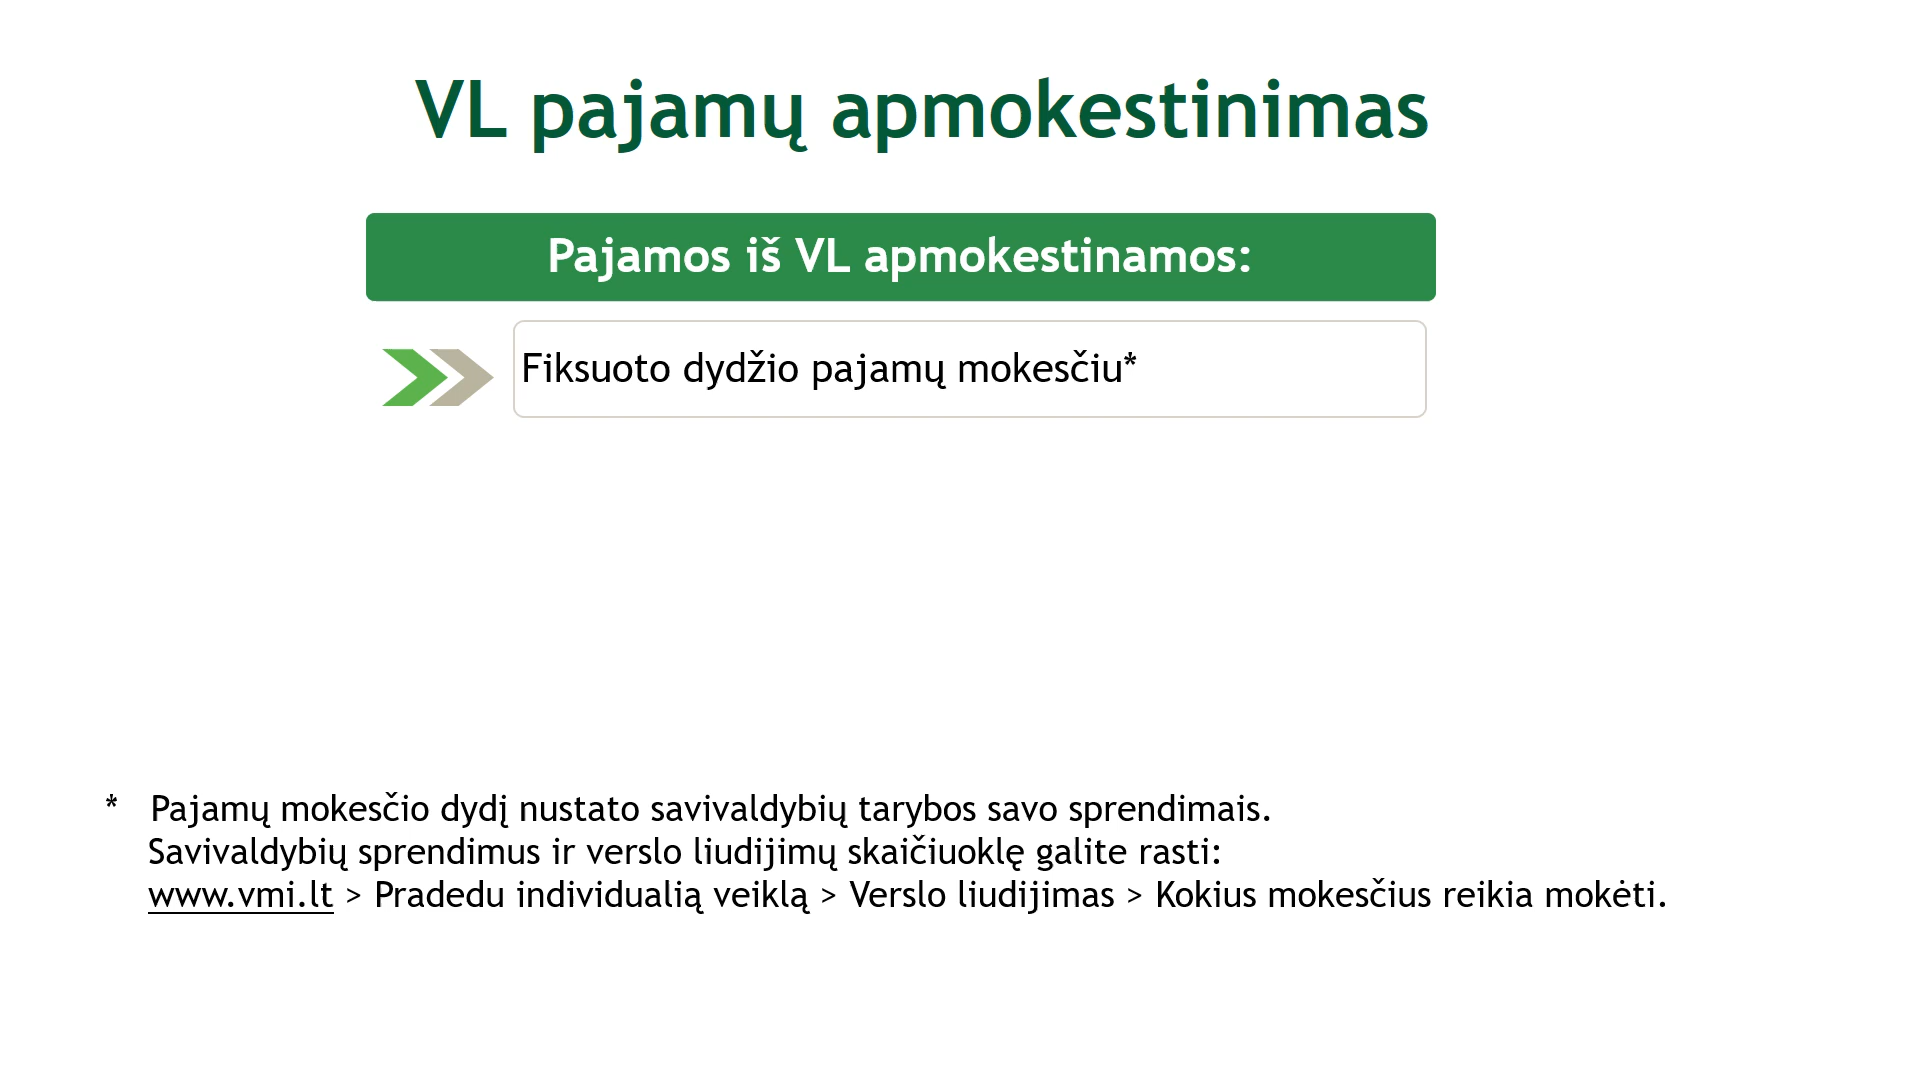 VL pajamų apmokestinimas
Pajamos iš VL apmokestinamos:
Fiksuoto dydžio pajamų mokesčiu*
* Pajamų mokesčio dydį nustato savivaldybių tarybos savo sprendimais.
Savivaldybių sprendimus ir verslo liudijimų skaičiuoklę galite rasti:
www.vmi.lt > Pradedu individualią veiklą > Verslo liudijimas > Kokius mokesčius reikia mokėti.